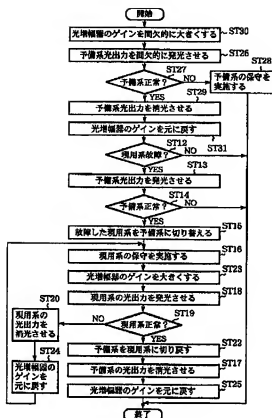 開始
光増幅器のゲインを間欠的に大きくする
ST30
予備系光出力を間欠的に発光させる
ST26
ST27
予備系正常?
NO
ST28
予備系の保守を
実施する
YES
ST29
予備系光出力を消光させる
光増幅器のゲインを元に戻す
ST31
ST12
現用系故障?
NO
YES
ST13
予備系光出力を発光させる
ST14
予備系正常?
NO
YES
ST15
故障した現用系を予備系に切り替える
ST16
現用系の保守を実施する
ST23
光増幅器のゲインを大きくする
ST18
現用系の光出力を発光させる
ST19
現用系正常?
NO
ST20
現用系の
光出力を
消光させる
ST24
光増幅器
のゲイン
を元に戻す
YES
ST22
予備系を現用系に切り戻す
ST17
予備系の光出力を消光させる
ST25
光増幅器のゲインを元に戻す
終了